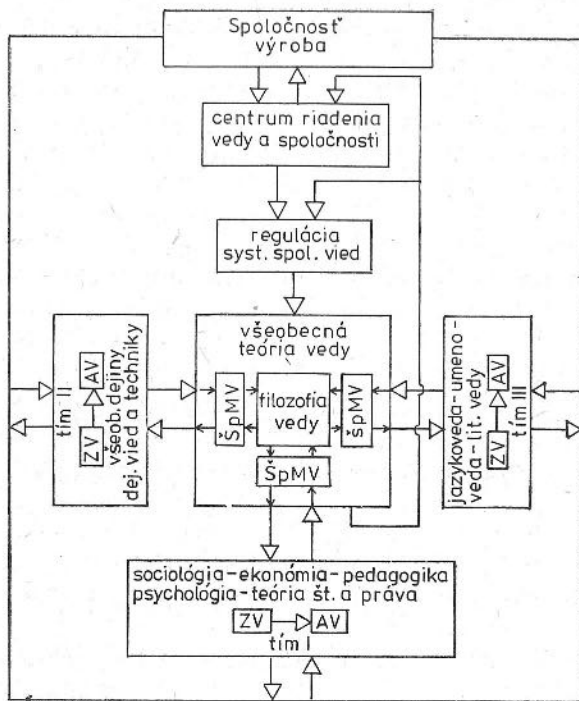 Spoločnosť
výroba
centrum riadenia
vedy a spoločnosti
regulácia
syst. spol. vied
všeobecná
teória vedy
ŠpMV
filozofia
vedy
ŠpMV
ŠpMV
tím II
ZV
AV
všeob. dejiny
dej. vied a techniky
jazykoveda-umeno-
veda-lit. vedy
ZV
AV
tím III
sociológia-ekonómia-pedagogika
psychológia-teória št. a práva
ZV
AV
tím I